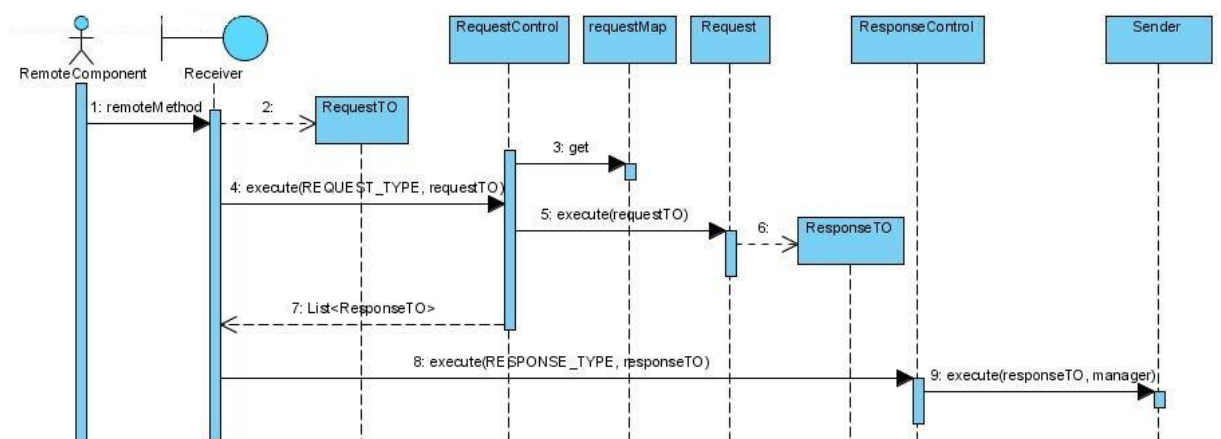 RequestControl
requestMap
Request
ResponseControl
Sender
RemoteComponent
Receiver
1: remoteMethod
2:
RequestTO
3: get
4: execute(REQUEST_TYPE, requestTO)
5: execute(requestTO)
6:
ResponseTO
7: List<ResponseTO>
8: execute(RESPONSE_TYPE, responseTO)
9: execute(responseTO, manager)